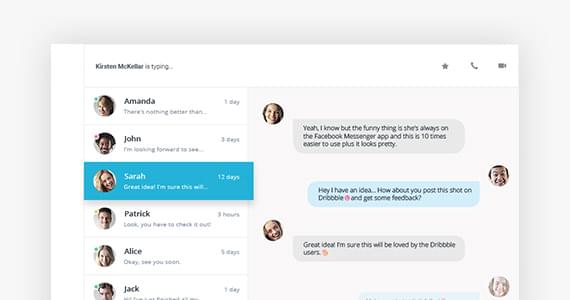 Kirsten McKellar is typing...
Amanda 1 day
There's nothing better than...
John 3 days
I'm looking forward to see...
Sarah 12 days
Great idea! I'm sure this will...
Patrick 3 hours
Look, you have to check it out!
Alice 5 days
Okay, see you soon.
Jack 1 day
Yeah, I know but the funny thing is she's always on
the Facebook Messenger app and this is 10 times
easier to use plus it looks pretty.
Hey I have an idea... How about you post this shot on
Dribbble and get some feedback?
Great idea! I'm sure this will be loved by the Dribbble
users.